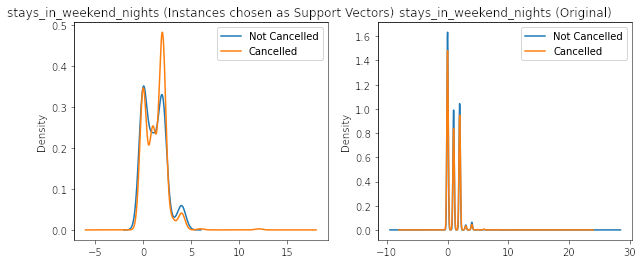 stays_in_weekend_nights (Instances chosen as Support Vectors) stays_in_weekend_nights (Original)
0.5
0.4
0.3
0.2
0.1
0.0
Density
Not Cancelled
Cancelled
−5 0 5 10 15
1.6
1.4
1.2
1.0
0.8
0.6
0.4
0.2
0.0
Density
Not Cancelled
Cancelled
−10 0 10 20 30